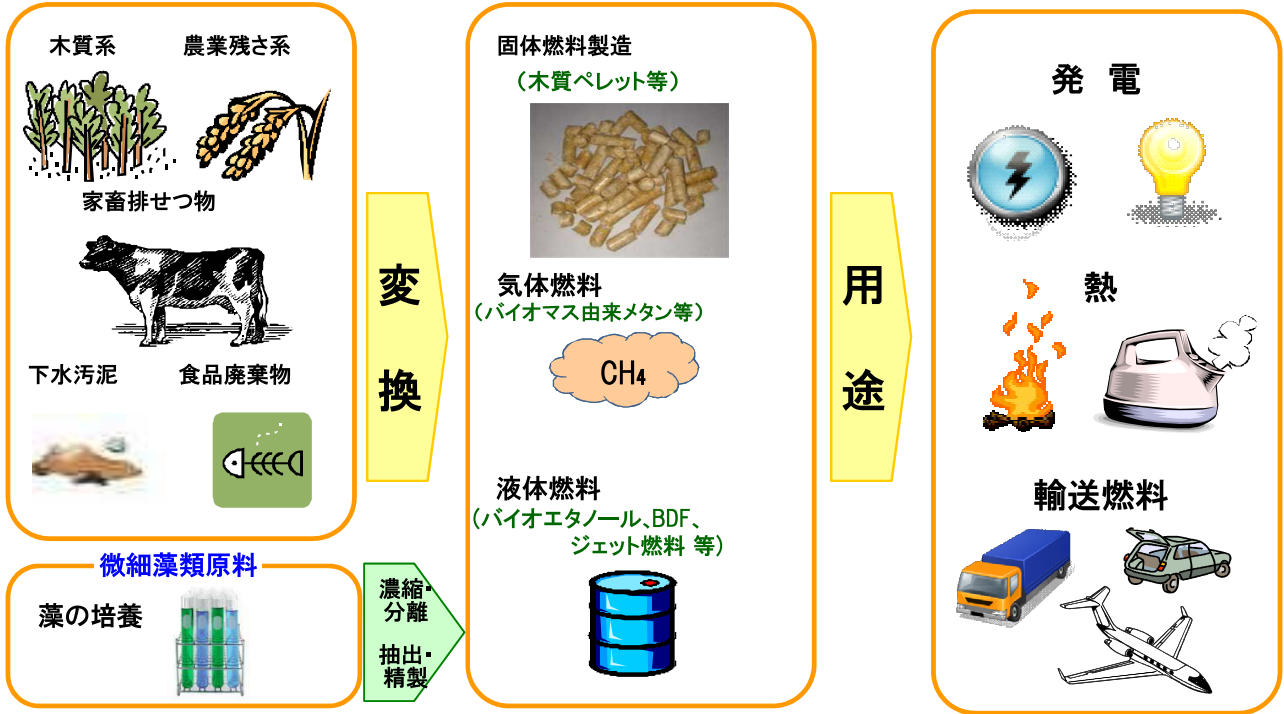 木質系
農業残さ系
家畜排せつ物
下水汚泥
食品廃棄物
微細藻類原料
藻の培養
変
換
濃縮・
分離
抽出・
精製
固体燃料製造
（木質ペレット等）
気体燃料
（バイオマス由来メタン等）
CH₄
液体燃料
（バイオエタノール、BDF、
ジェット燃料 等）
用
途
発 電
熱
輸送燃料